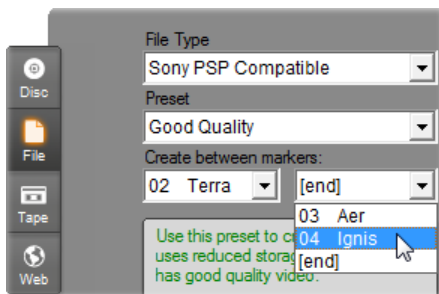 File Type
Sony PSP Compatible
Disc
Preset
Good Quality
File
Create between markers:
02 Terra
[end]
03 Aer
Tape
04 Ignis
Use this preset to
uses reduced
[end]
has good quality video.
Web